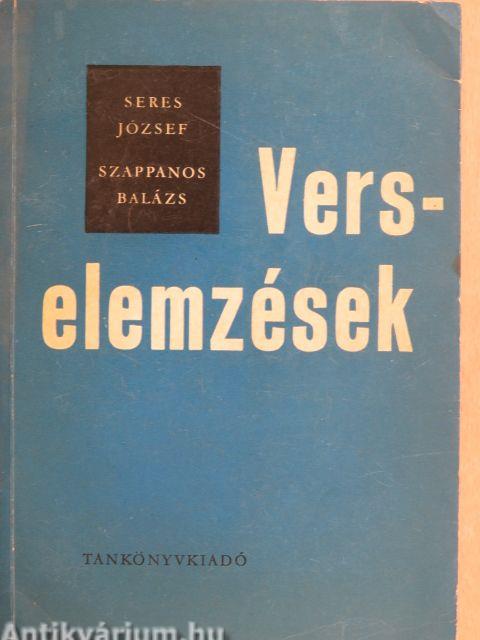 SERES
JÓZSEF
SZAPPANOS
BALÁZS
Vers-
elemzések
TANKÖNYVKIADÓ
Antikvárium.hu